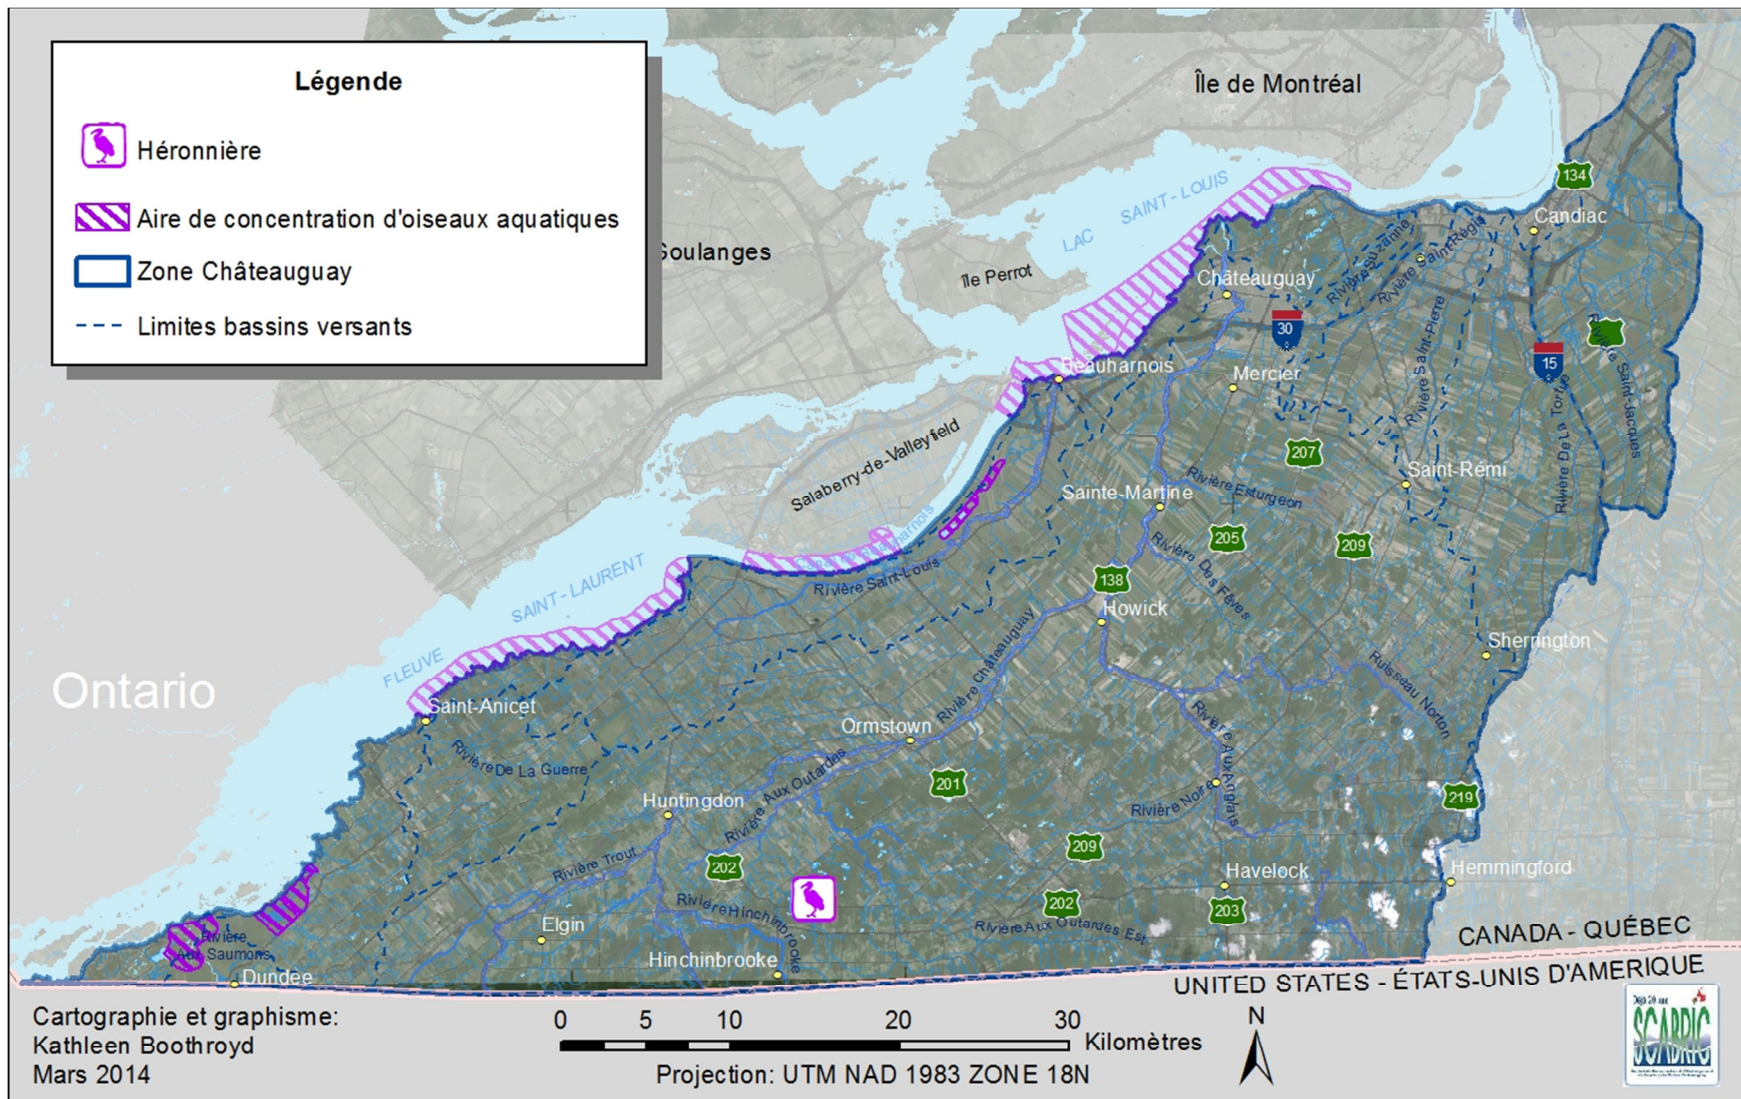 Légende
Héronnière
Aire de concentration d'oiseaux aquatiques
Zone Châteauguay
Limites bassins versants
Île de Montréal
Soulanges
LAC SAINT-LOUIS
Île Perrot
134
Candiac
Châteauguay
Rivière Suzanne
Rivière Saint-Régis
30
15
Beauharnois
Mercier
Rivière Saint-Pierre
Rivière De La Tortue
Rivière Saint-Jacques
Salaberry-de-Valleyfield
207
Saint-Rémi
Sainte-Martine
Rivière Esturgeon
205
209
Rivière Des Fèves
138
Rivière Saint-Louis
FLEUVE SAINT-LAURENT
Howick
Sherrington
Ruisseau Norton
Ontario
Saint-Anicet
Rivière De La Guerre
Rivière Châteauguay
Ormstown
Rivière Aux Outardes
201
Rivière Aux Anglais
Rivière Noire
219
Huntingdon
Rivière Trout
202
209
Havelock
Hemmingford
Rivière Hinchinbrooke
202
203
Rivière Aux Outardes Est
Elgin
Rivière
Aux Saumons
Hinchinbrooke
Dundee
CANADA - QUÉBEC
UNITED STATES - ÉTATS-UNIS D'AMERIQUE
Cartographie et graphisme:
Kathleen Boothroyd
Mars 2014
0 5 10 20 30
Kilomètres
Projection: UTM NAD 1983 ZONE 18N
N
Déjà 20 ans
SCABRIC